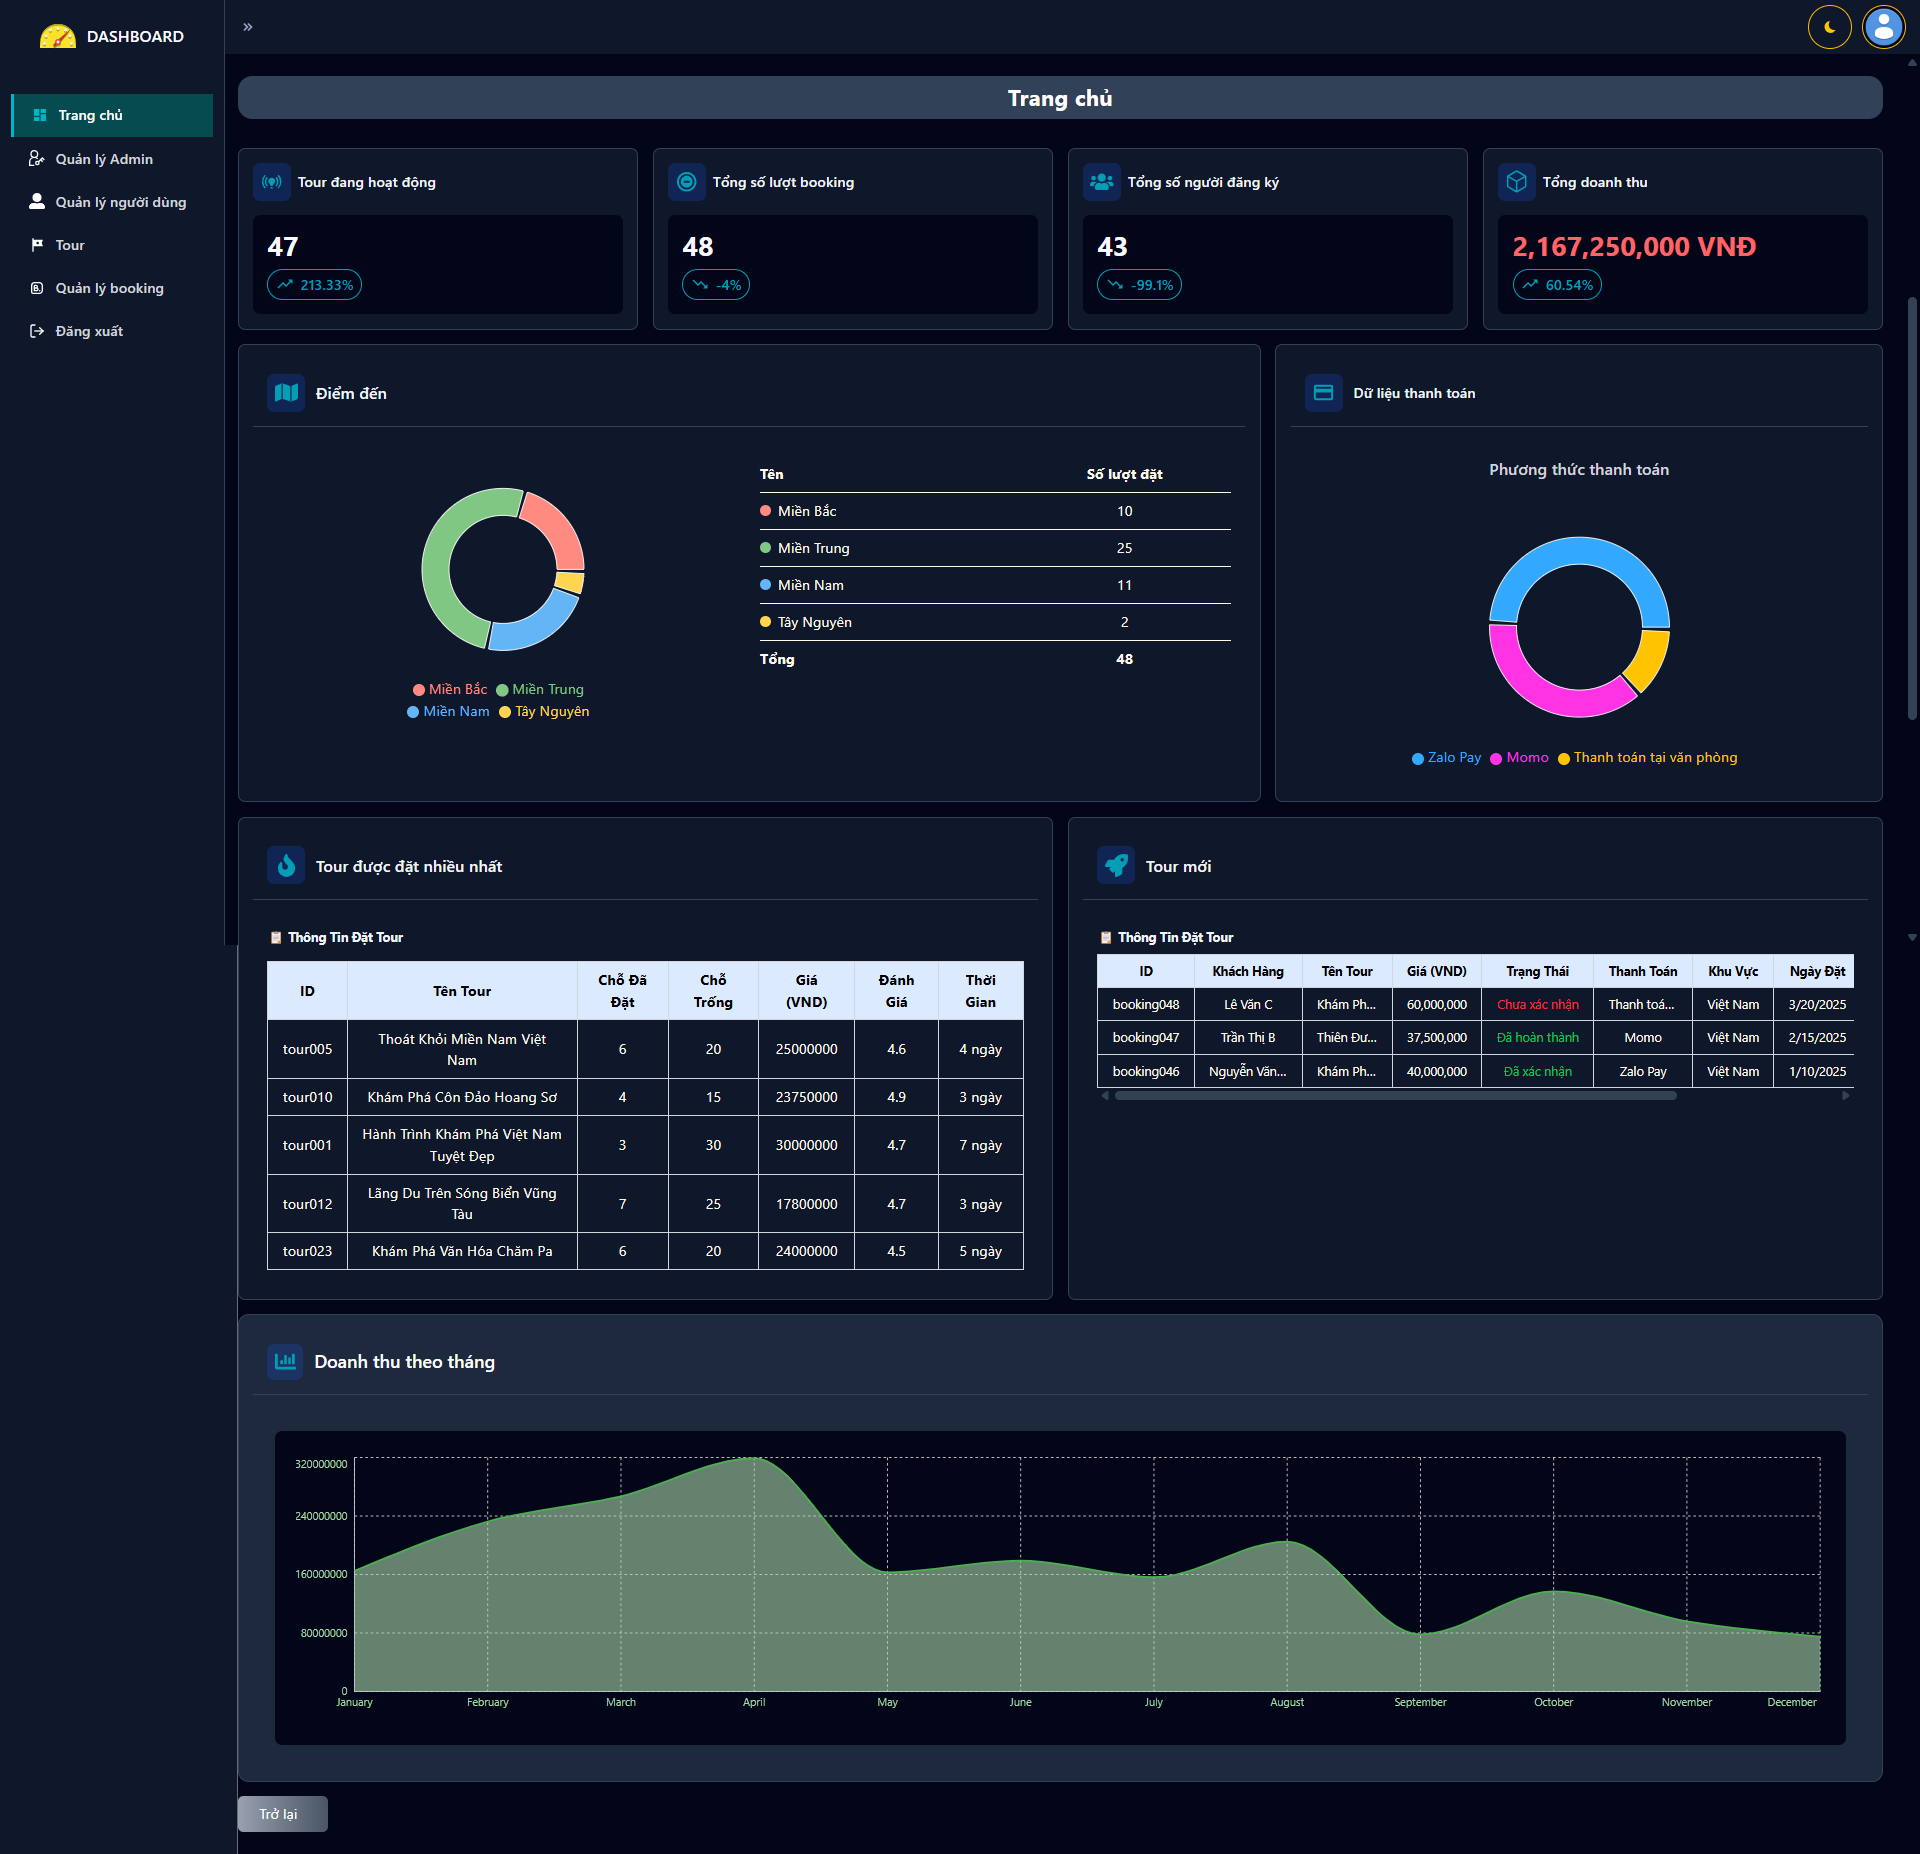 DASHBOARD
»
Trang chủ
Quản lý Admin
Quản lý người dùng
Tour
Quản lý booking
Đăng xuất
Trang chủ
Tour đang hoạt động
47
213.33%
Tổng số lượt booking
48
-4%
Tổng số người đăng ký
43
-99.1%
Tổng doanh thu
2,167,250,000 VNĐ
60.54%
Điểm đến
Miền Bắc Miền Trung
Miền Nam Tây Nguyên
Tên Số lượt đặt
Miền Bắc 10
Miền Trung 25
Miền Nam 11
Tây Nguyên 2
Tổng 48
Dữ liệu thanh toán
Phương thức thanh toán
Zalo Pay Momo Thanh toán tại văn phòng
Tour được đặt nhiều nhất
📋 Thông Tin Đặt Tour
ID Tên Tour Chỗ Đã Đặt Chỗ Trống Giá (VND) Đánh Giá Thời Gian
tour005 Thoát Khỏi Miền Nam Việt Nam 6 20 25000000 4.6 4 ngày
tour010 Khám Phá Côn Đảo Hoang Sơ 4 15 23750000 4.9 3 ngày
tour001 Hành Trình Khám Phá Việt Nam Tuyệt Đẹp 3 30 30000000 4.7 7 ngày
tour012 Lãng Du Trên Sóng Biển Vũng Tàu 7 25 17800000 4.7 3 ngày
tour023 Khám Phá Văn Hóa Chăm Pa 6 20 24000000 4.5 5 ngày
Tour mới
📋 Thông Tin Đặt Tour
ID Khách Hàng Tên Tour Giá (VND) Trạng Thái Thanh Toán Khu Vực Ngày Đặt
booking048 Lê Văn C Khám Ph... 60,000,000 Chưa xác nhận Thanh toá... Việt Nam 3/20/2025
booking047 Trần Thị B Thiên Đư... 37,500,000 Đã hoàn thành Momo Việt Nam 2/15/2025
booking046 Nguyễn Văn... Khám Ph... 40,000,000 Đã xác nhận Zalo Pay Việt Nam 1/10/2025
Doanh thu theo tháng
320000000
240000000
160000000
80000000
0
January February March April May June July August September October November December
Trở lại